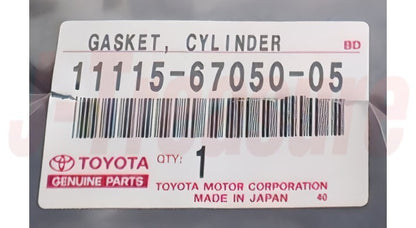 GASKET, CYLINDER BD
11115-67050-05
TOYOTA
GENUINE PARTS
QTY: 1
TOYOTA MOTOR CORPORATION
MADE IN JAPAN 40